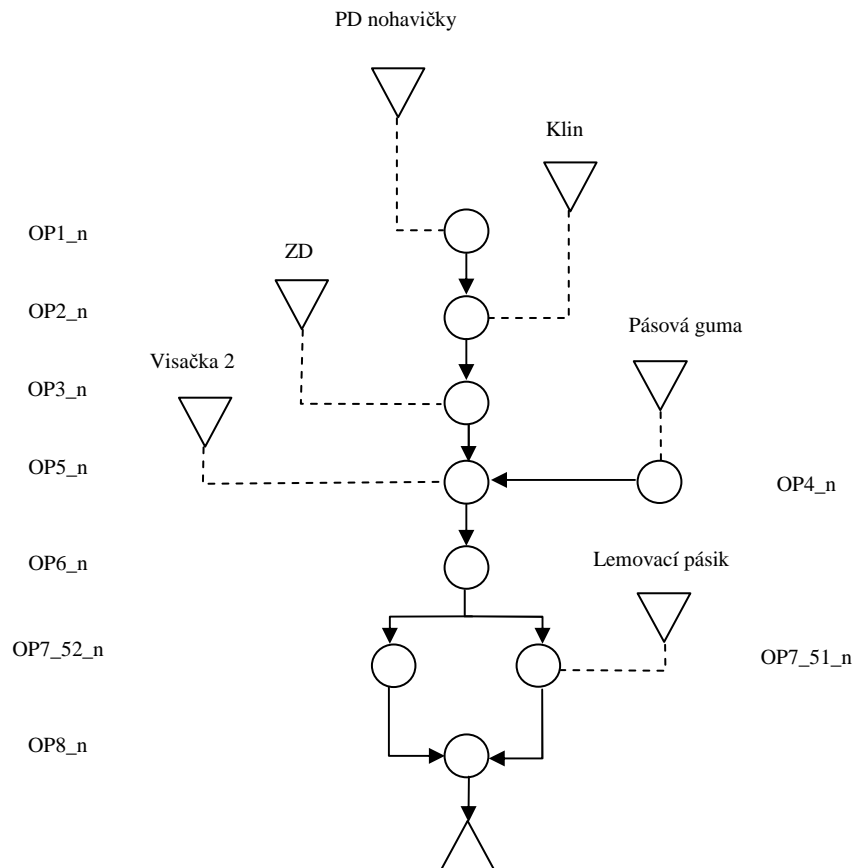 PD nohavičky
Klin
OP1_n
ZD
OP2_n
Pásová guma
Visačka 2
OP3_n
OP5_n
OP4_n
OP6_n
Lemovací pásik
OP7_52_n
OP7_51_n
OP8_n